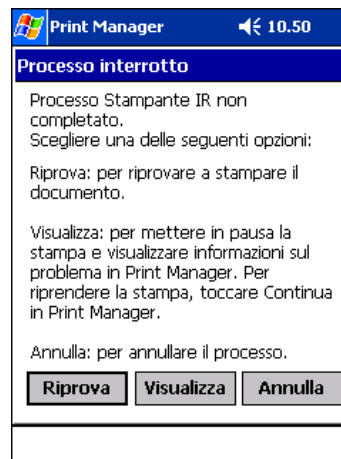 Print Manager 10.50
Processo interrotto
Processo Stampante IR non
completato.
Scegliere una delle seguenti opzioni:
Riprova: per riprovare a stampare il
documento.
Visualizza: per mettere in pausa la
stampa e visualizzare informazioni sul
problema in Print Manager. Per
riprendere la stampa, toccare Continua
in Print Manager.
Annulla: per annullare il processo.
Riprova Visualizza Annulla